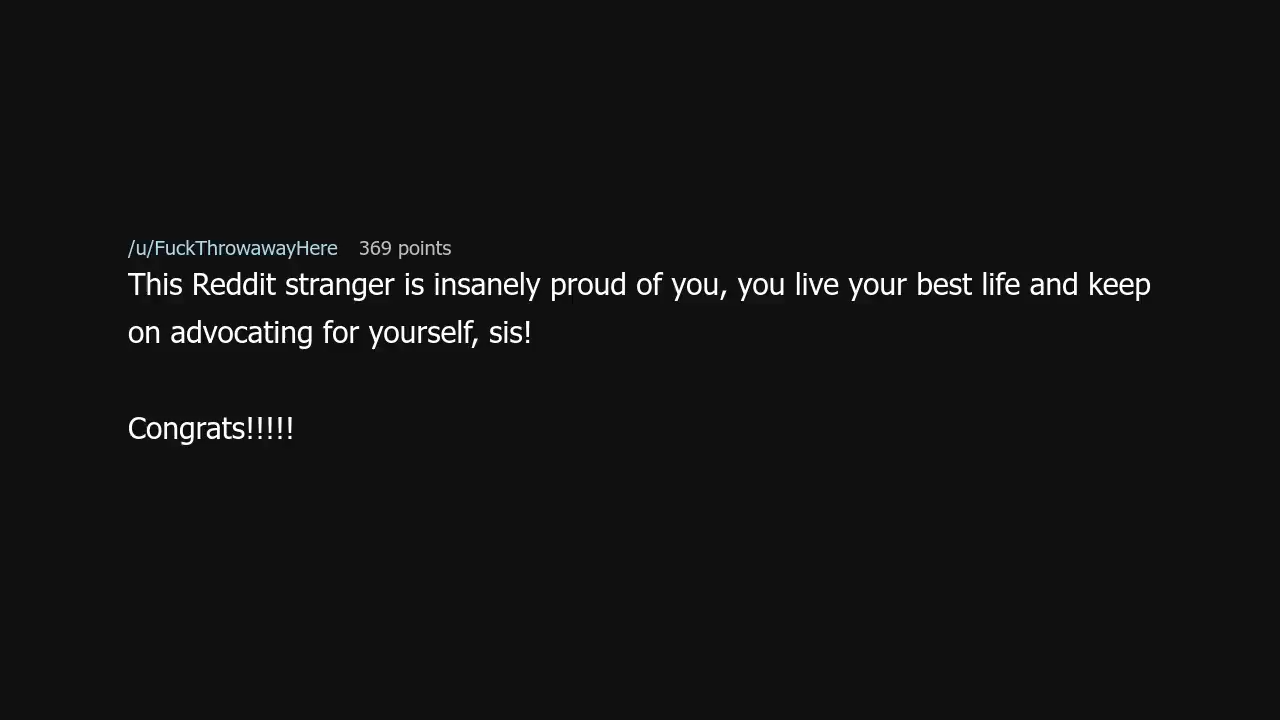 /u/FuckThrowawayHere 369 points
This Reddit stranger is insanely proud of you, you live your best life and keep
on advocating for yourself, sis!
Congrats!!!!!